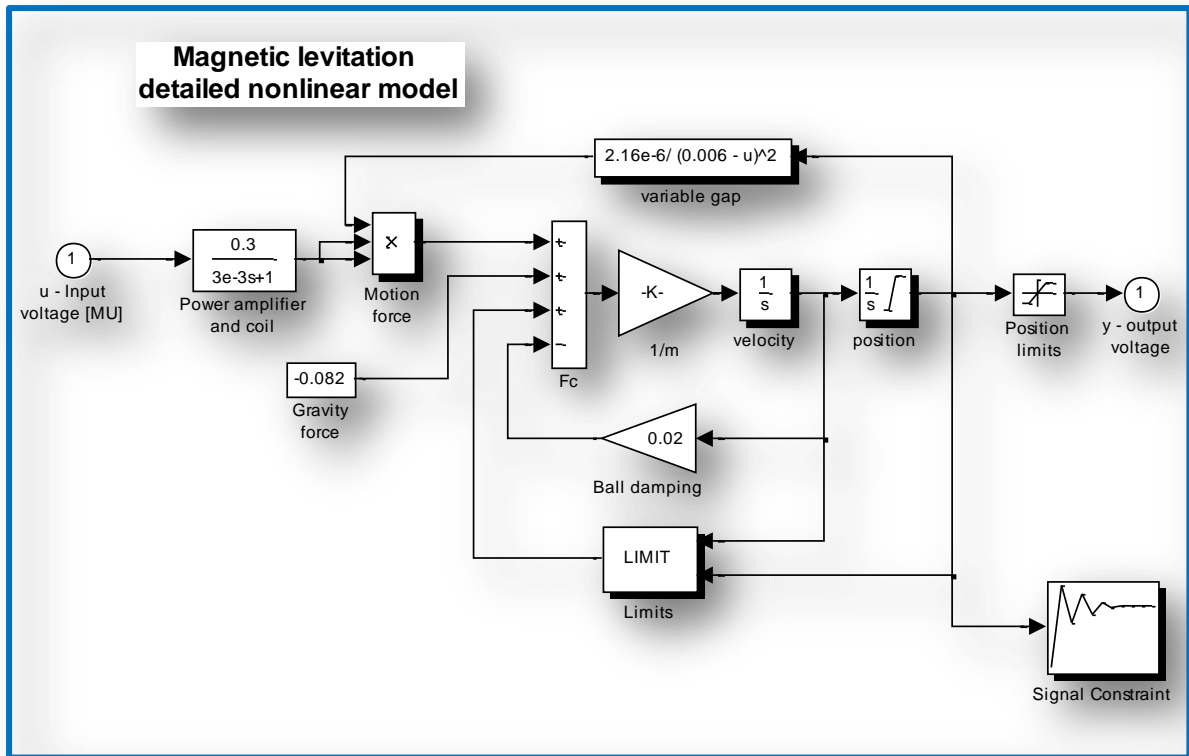 Magnetic levitation
detailed nonlinear model
2.16e-6/ (0.006 - u)^2
variable gap
1
u - Input
voltage [MU]
0.3
3e-3s+1
Power amplifier
and coil
×
Motion
force
-0.082
Gravity
force
+
+
+
−
Fc
-K-
1/m
1
s
velocity
1
s
position
Position
limits
1
y - output
voltage
0.02
Ball damping
LIMIT
Limits
Signal Constraint